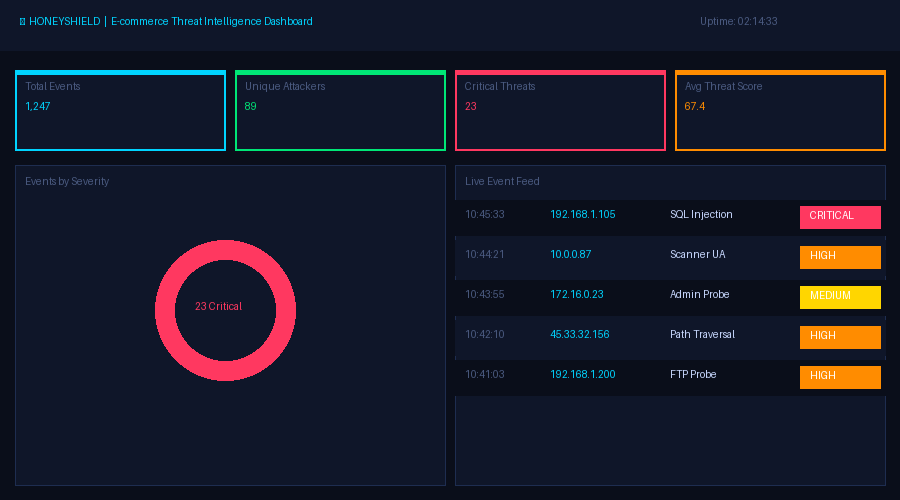 HONEYSHIELD | E-commerce Threat Intelligence Dashboard
Uptime: 02:14:33
Total Events
1,247
Unique Attackers
89
Critical Threats
23
Avg Threat Score
67.4
Events by Severity
23 Critical
Live Event Feed
10:45:33 192.168.1.105 SQL Injection CRITICAL
10:44:21 10.0.0.87 Scanner UA HIGH
10:43:55 172.16.0.23 Admin Probe MEDIUM
10:42:10 45.33.32.156 Path Traversal HIGH
10:41:03 192.168.1.200 FTP Probe HIGH